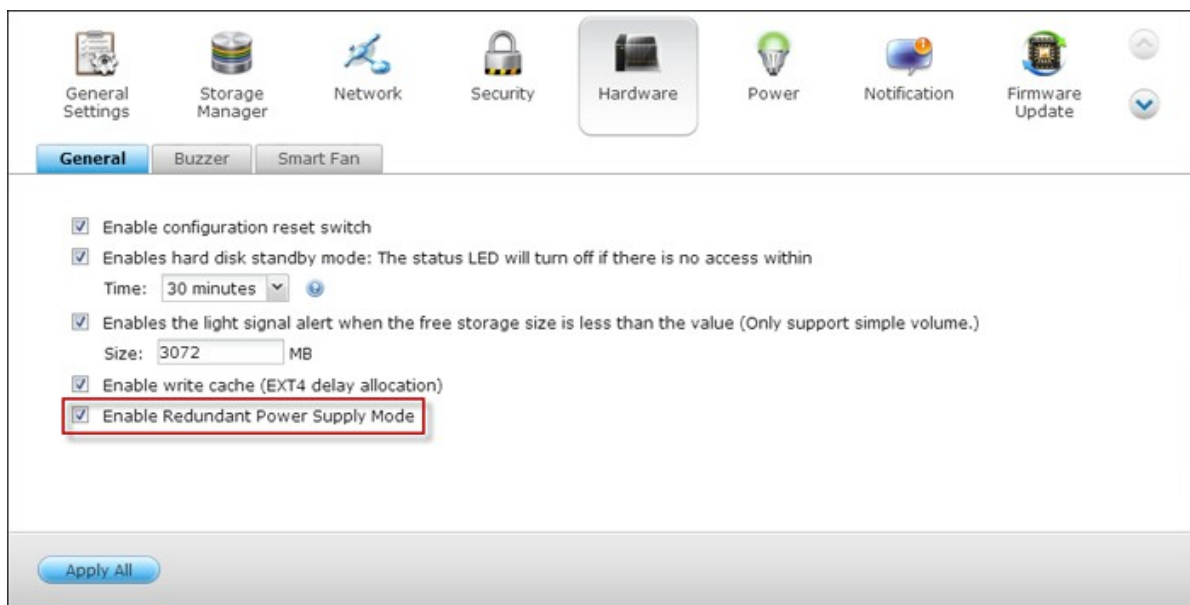 General Settings
Storage Manager
Network
Security
Hardware
Power
Notification
Firmware Update
General
Buzzer
Smart Fan
Enable configuration reset switch
Enables hard disk standby mode: The status LED will turn off if there is no access within
Time: 30 minutes
Enables the light signal alert when the free storage size is less than the value (Only support simple volume.)
Size: 3072 MB
Enable write cache (EXT4 delay allocation)
Enable Redundant Power Supply Mode
Apply All